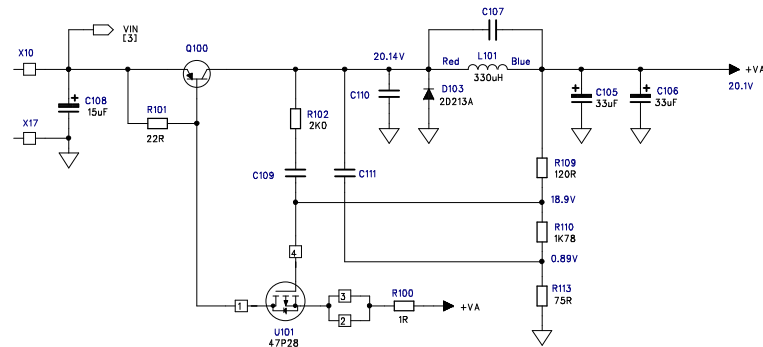 VIN
[3]
X10
Q100
C107
20.14V
Red
L101
Blue
330uH
+VA
20.1V
C108
15uF
C110
D103
2D213A
C105
33uF
C106
33uF
R101
22R
R102
2K0
X17
C109
C111
R109
120R
18.9V
R110
1K78
4
0.89V
R113
75R
1
3
2
R100
1R
+VA
U101
47P28
+
+
+